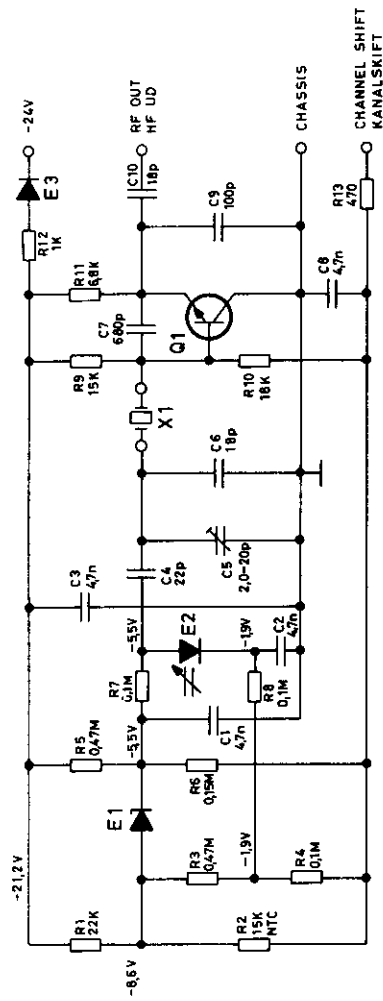 -21,2V
R1
22K
-8,6V
R2
15K
NTC
E1
R3
0,47M
-1,9V
R4
0,1M
R5
0,47M
-5,5V
R6
0,15M
R7
0,1M
-5,5V
C1
4,7n
E2
-1,9V
R8
0,1M
C2
4,7n
C3
4,7n
C4
22p
C5
2,0-20p
C6
18p
X1
R9
15K
R10
18K
C7
680p
Q1
R11
6,8K
R12
1K
E3
-24V
C10
18p
RF OUT
HF UD
C9
100p
CHASSIS
C8
4,7n
R13
470
CHANNEL SHIFT
KANALSKIFT